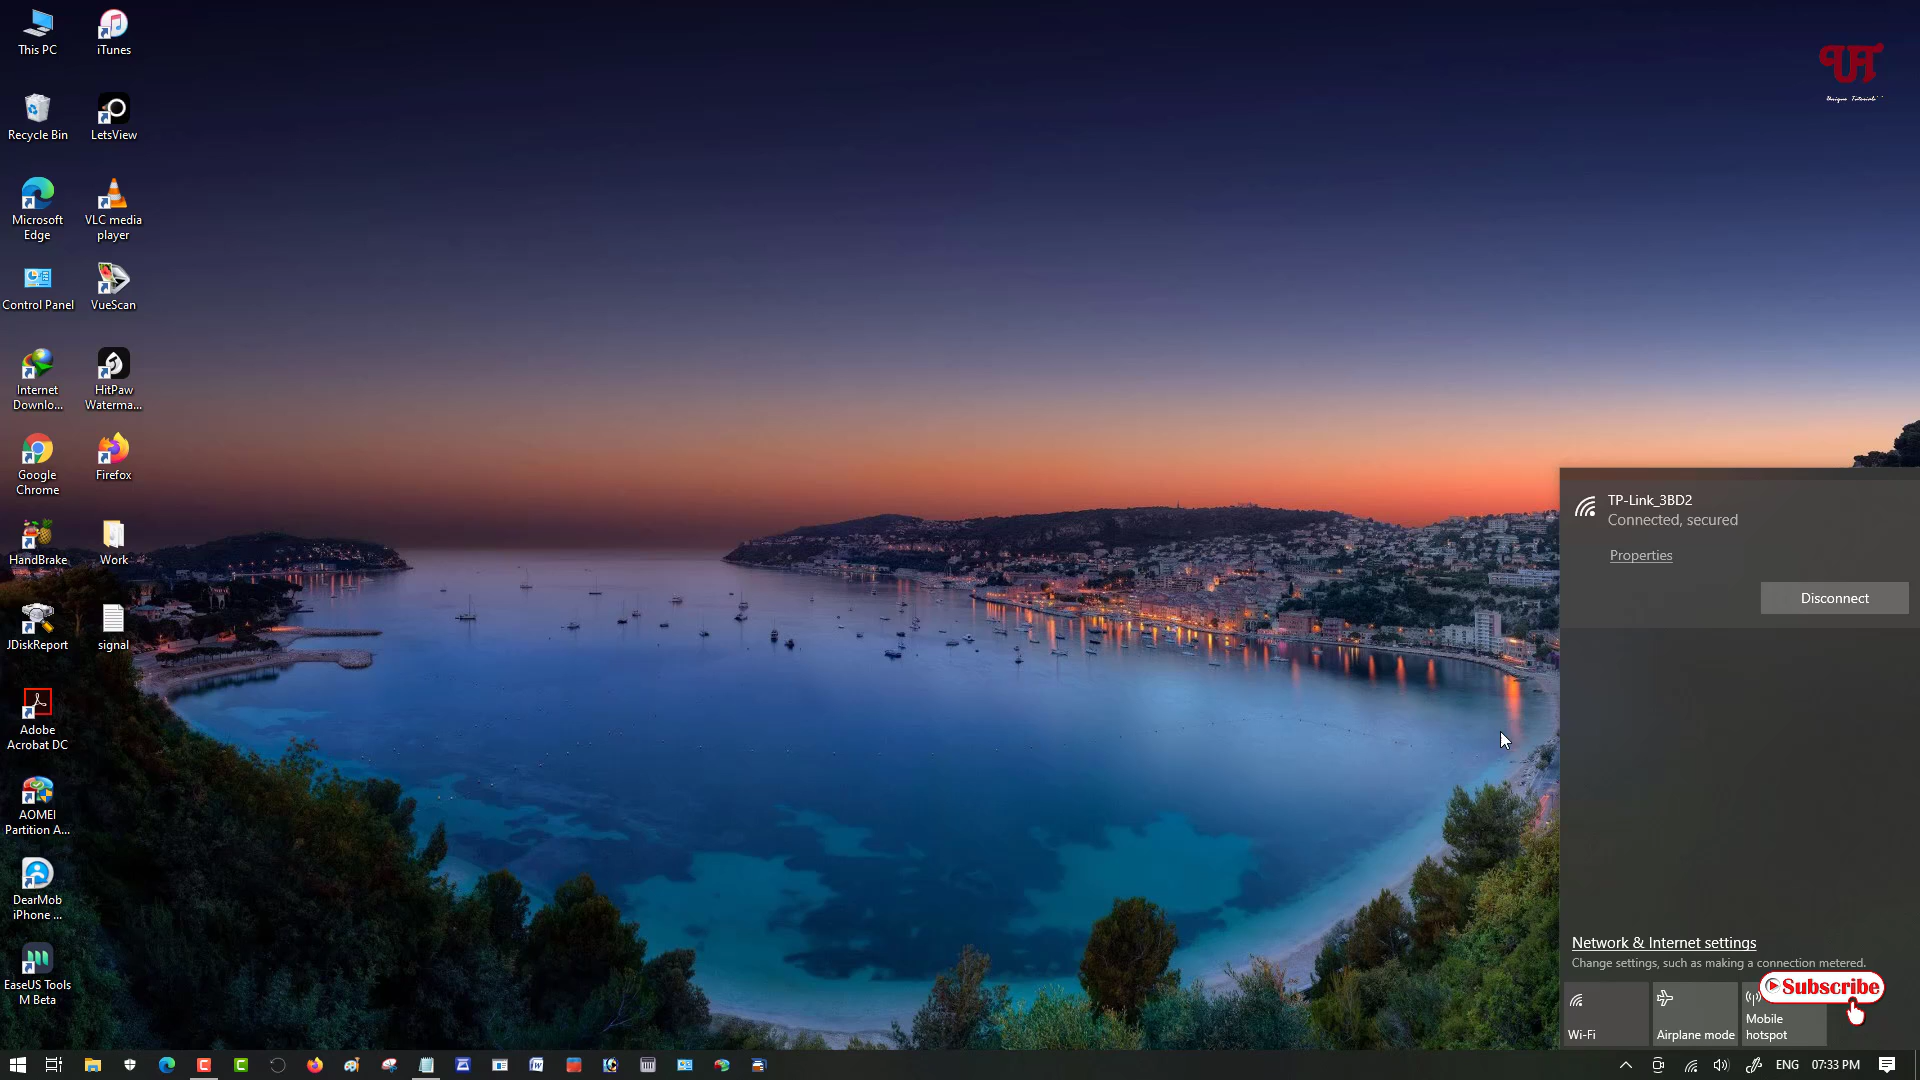 This PC
iTunes
Recycle Bin
LetsView
Microsoft
Edge
VLC media
player
Control Panel
VueScan
Internet
Downlo...
HitPaw
Waterma...
Google
Chrome
Firefox
HandBrake
Work
JDiskReport
signal
Adobe
Acrobat DC
AOMEI
Partition A...
DearMob
iPhone ...
EaseUS Tools
M Beta
UT
Unique Tutorials
TP-Link_3BD2
Connected, secured
Properties
Disconnect
Network & Internet settings
Change settings, such as making a connection metered.
Subscribe
Wi-Fi
Airplane mode
Mobile
hotspot
ENG
07:33 PM